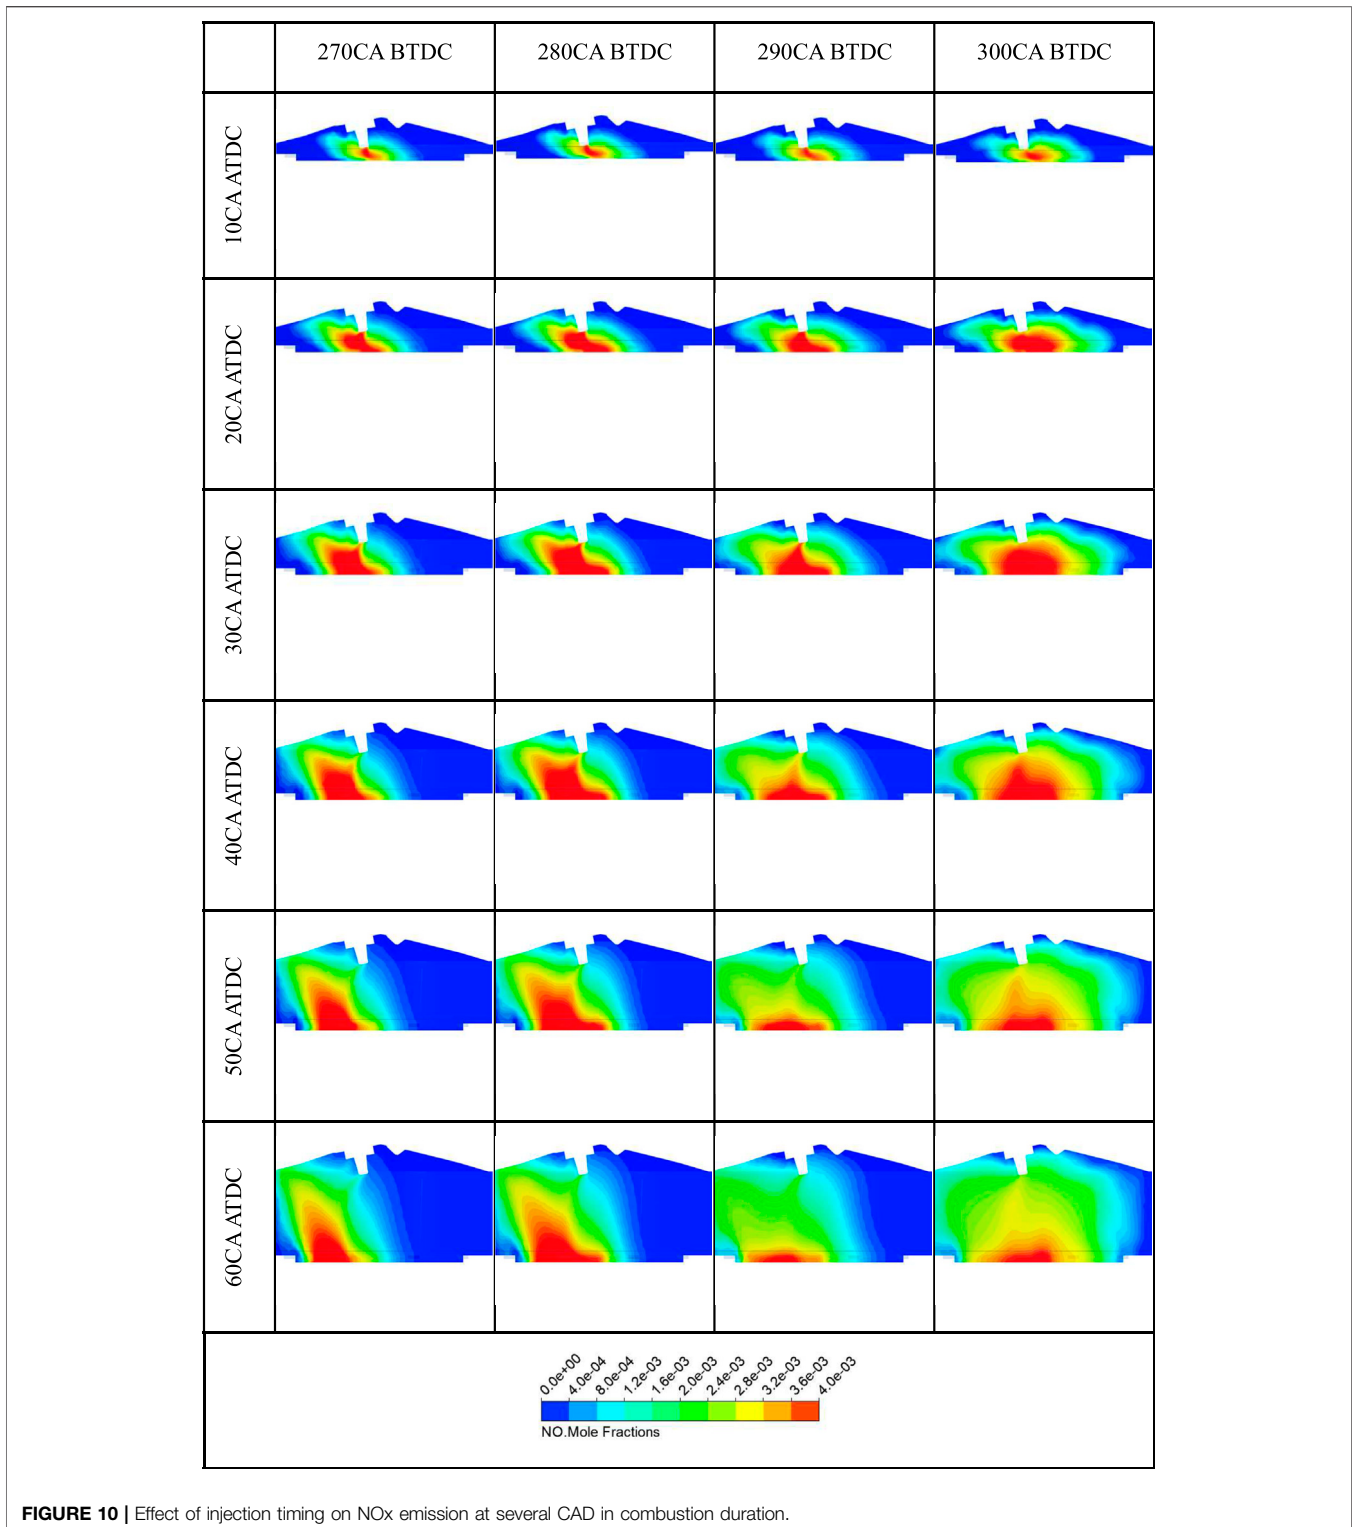 270CA BTDC
280CA BTDC
290CA BTDC
300CA BTDC
10CA ATDC
20CA ATDC
30CA ATDC
40CA ATDC
50CA ATDC
60CA ATDC
0.0e+00
4.0e-04
8.0e-04
1.2e-03
1.6e-03
2.0e-03
2.4e-03
2.8e-03
3.2e-03
3.6e-03
4.0e-03
NO.Mole Fractions
FIGURE 10 | Effect of injection timing on NOx emission at several CAD in combustion duration.